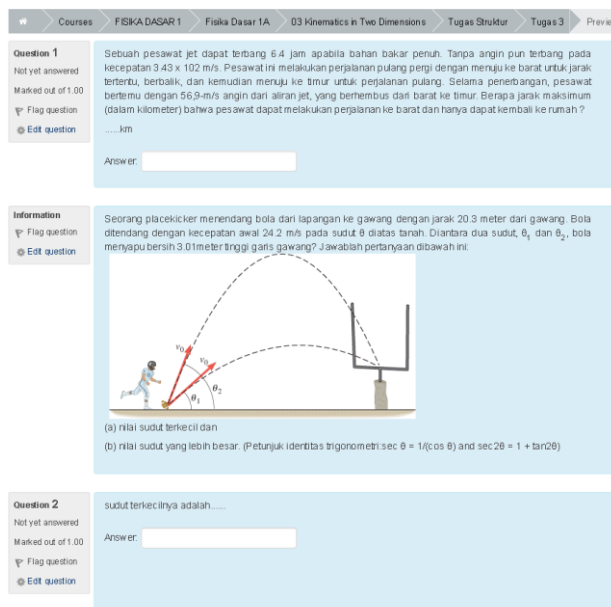 Courses FISIKA DASAR 1 Fisika Dasar 1A 03 Kinematics in Two Dimensions Tugas Struktur Tugas 3 Previe
Question 1
Not yet answered
Marked out of 1.00
Flag question
Edit question
Sebuah pesawat jet dapat terbang 6.4 jam apabila bahan bakar penuh. Tanpa angin pun terbang pada
kecepatan 3.43 x 102 m/s. Pesawat ini melakukan perjalanan pulang pergi dengan menuju ke barat untuk jarak
tertentu, berbalik, dan kemudian menuju ke timur untuk perjalanan pulang. Selama penerbangan, pesawat
bertemu dengan 56,9-m/s angin dari aliran jet, yang berhembus dari barat ke timur. Berapa jarak maksimum
(dalam kilometer) bahwa pesawat dapat melakukan perjalanan ke barat dan hanya dapat kembali ke rumah ?
......km
Answer:
Information
Flag question
Edit question
Seorang placekicker menendang bola dari lapangan ke gawang dengan jarak 20.3 meter dari gawang. Bola
ditendang dengan kecepatan awal 24.2 m/s pada sudut θ diatas tanah. Diantara dua sudut, θ₁ dan θ₂, bola
menyapu bersih 3.01meter tinggi garis gawang? Jawablah pertanyaan dibawah ini:
v₀
v₀
θ₁
θ₂
(a) nilai sudut terkecil dan
(b) nilai sudut yang lebih besar. (Petunjuk identitas trigonometri:sec θ = 1/(cos θ) and sec2θ = 1 + tan2θ)
Question 2
Not yet answered
Marked out of 1.00
Flag question
Edit question
sudut terkecilnya adalah......
Answer: